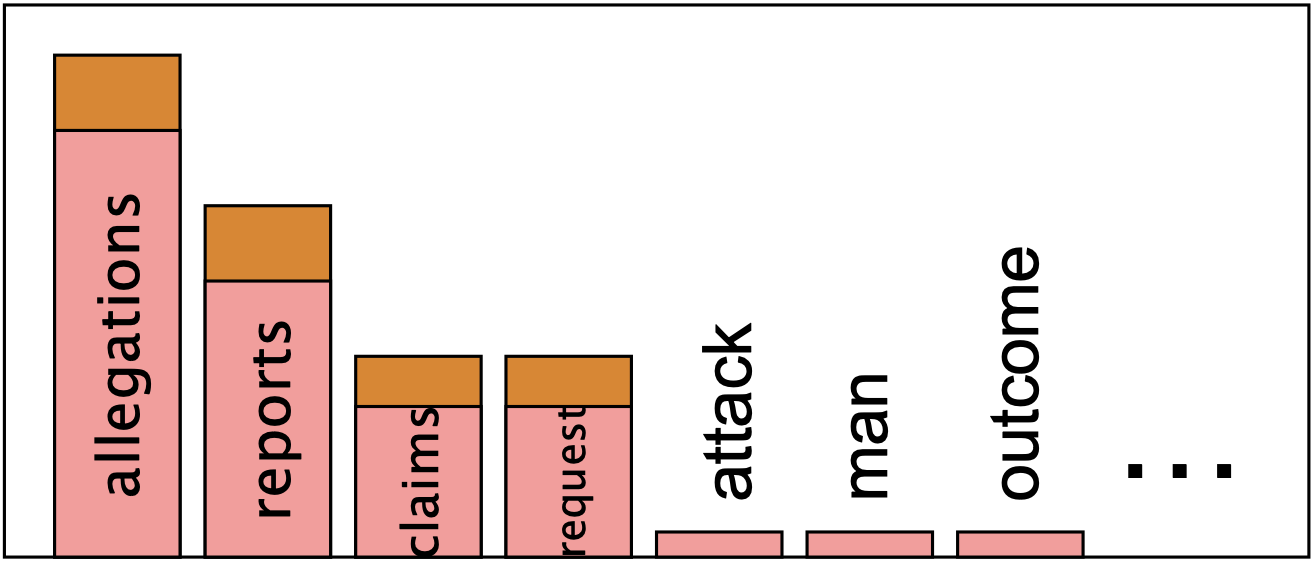 allegations
reports
claims
request
attack
man
outcome
...